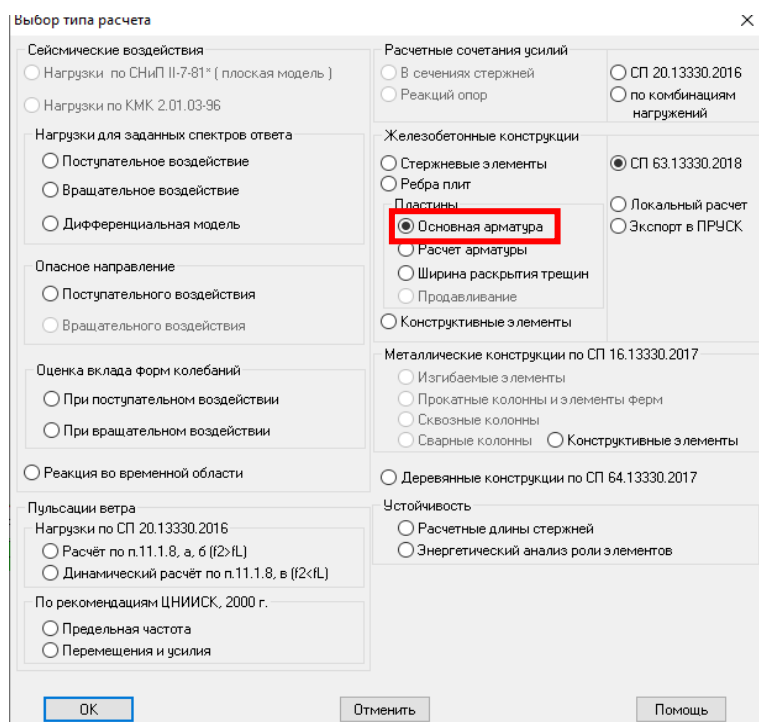 Выбор типа расчета
Сейсмические воздействия
Нагрузки по СНиП II-7-81* ( плоская модель )
Нагрузки по КМК 2.01.03-96
Нагрузки для заданных спектров ответа
Поступательное воздействие
Вращательное воздействие
Дифференциальная модель
Опасное направление
Поступательного воздействия
Вращательного воздействия
Оценка вклада форм колебаний
При поступательном воздействии
При вращательном воздействии
Реакция во временной области
Пульсации ветра
Нагрузки по СП 20.13330.2016
Расчёт по п.11.1.8, а, б (f2>fL)
Динамический расчёт по п.11.1.8, в (f2<fL)
По рекомендациям ЦНИИСК, 2000 г.
Предельная частота
Перемещения и усилия
Расчетные сочетания усилий
В сечениях стержней
Реакций опор
СП 20.13330.2016
по комбинациям
нагружений
Железобетонные конструкции
Стержневые элементы
Ребра плит
Пластины
Основная арматура
Расчет арматуры
Ширина раскрытия трещин
Продавливание
Конструктивные элементы
СП 63.13330.2018
Локальный расчет
Экспорт в ПРУСК
Металлические конструкции по СП 16.13330.2017
Изгибаемые элементы
Прокатные колонны и элементы ферм
Сквозные колонны
Сварные колонны Конструктивные элементы
Деревянные конструкции по СП 64.13330.2017
Устойчивость
Расчетные длины стержней
Энергетический анализ роли элементов
OK
Отменить
Помощь